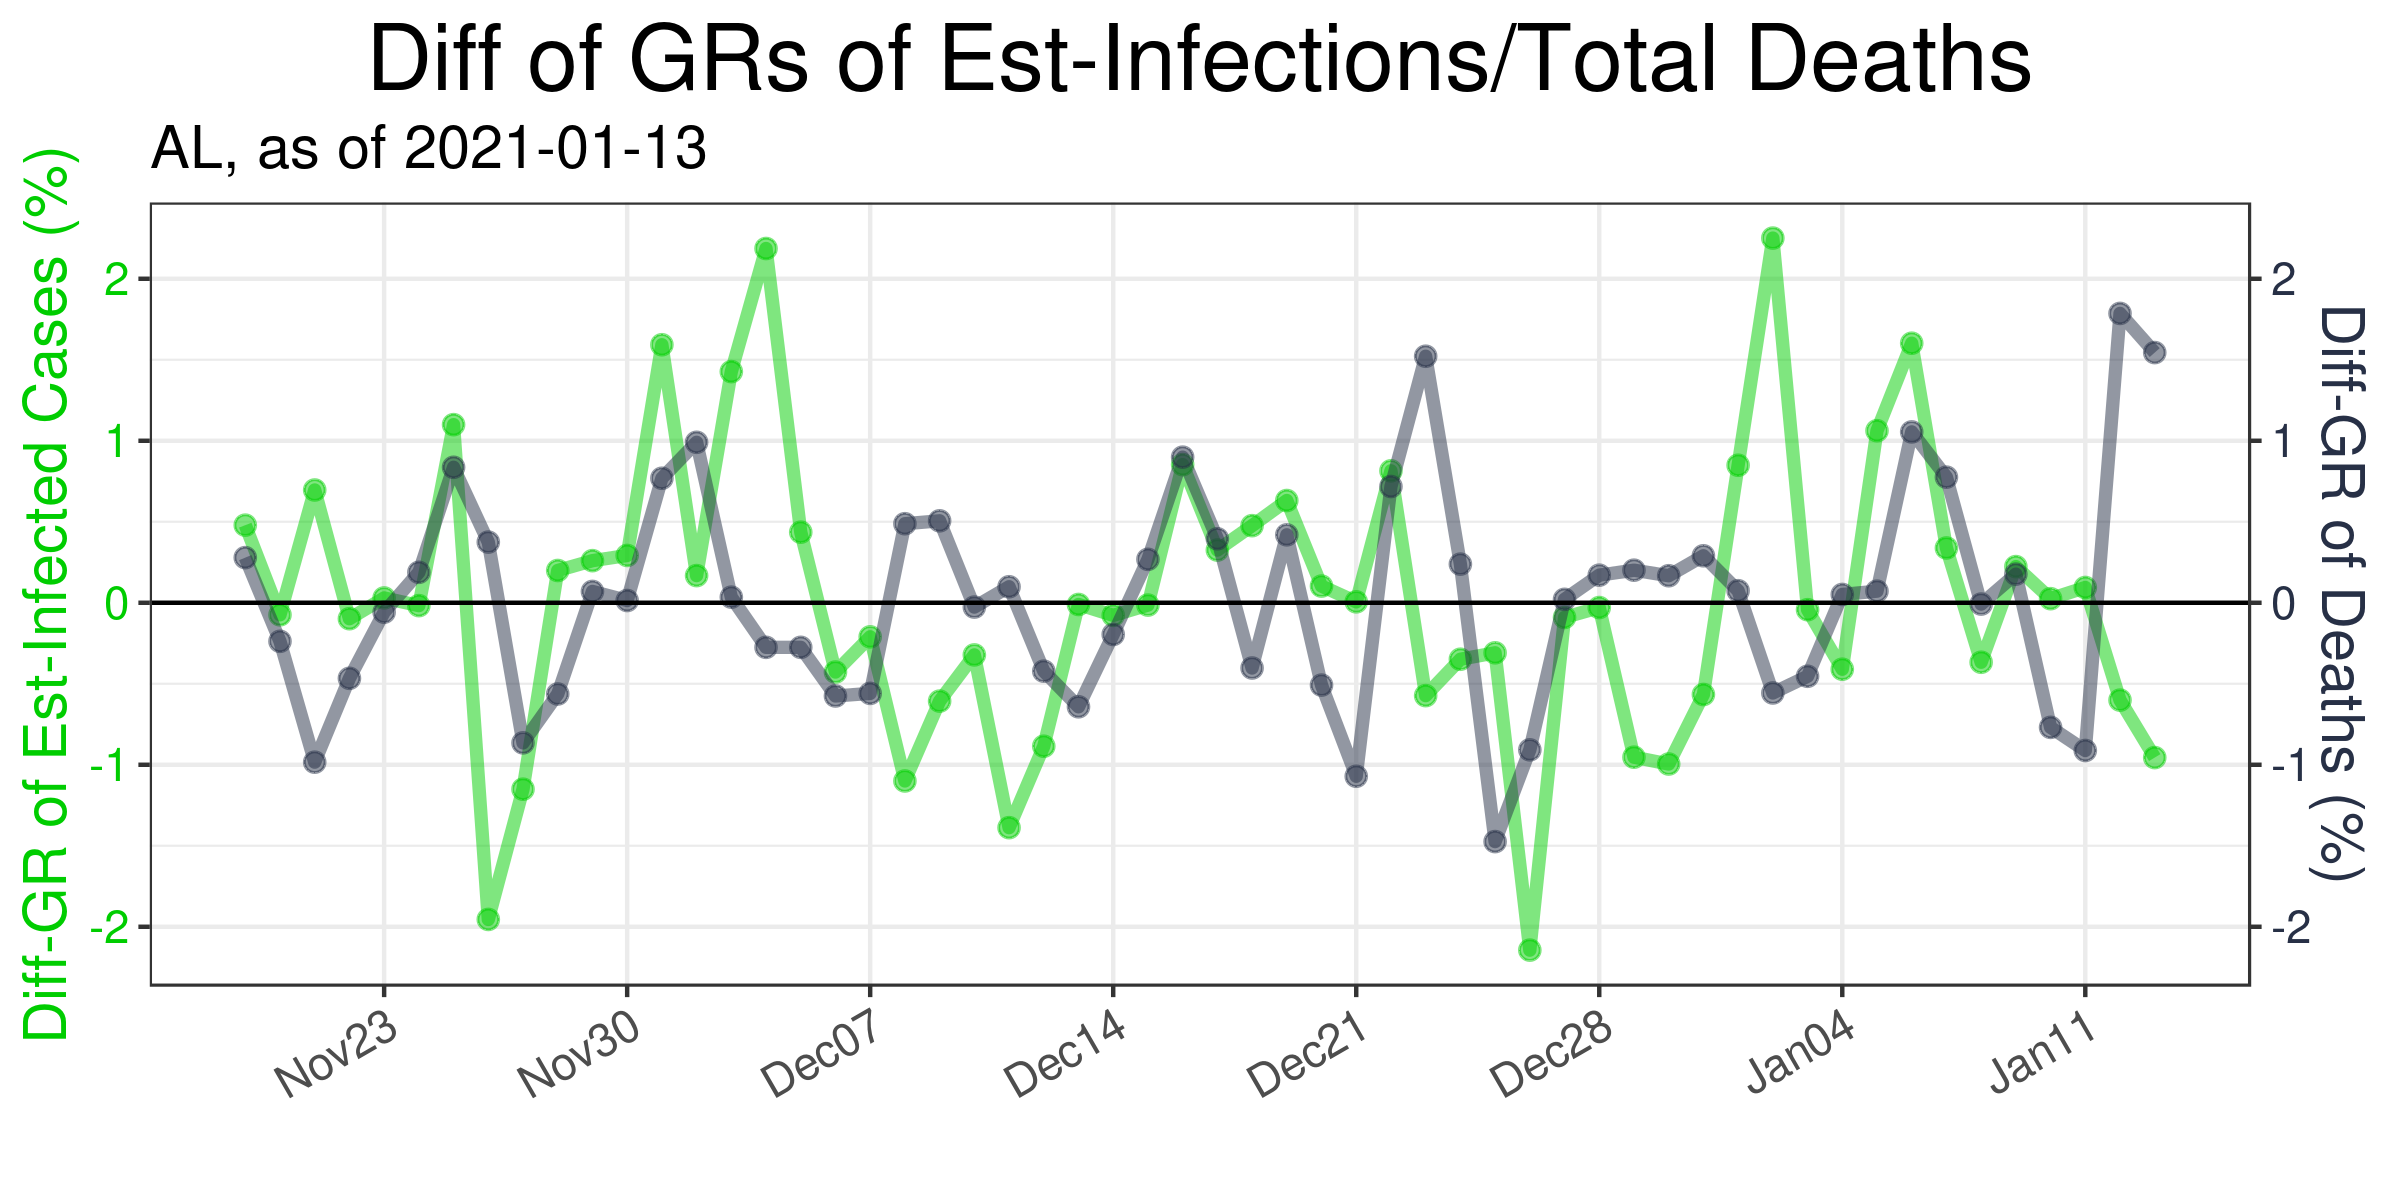 Diff of GRs of Est-Infections/Total Deaths
AL, as of 2021-01-13
Diff-GR of Est-Infected Cases (%)
2
1
0
-1
-2
2
1
0
-1
-2
Diff-GR of Deaths (%)
Nov23
Nov30
Dec07
Dec14
Dec21
Dec28
Jan04
Jan11